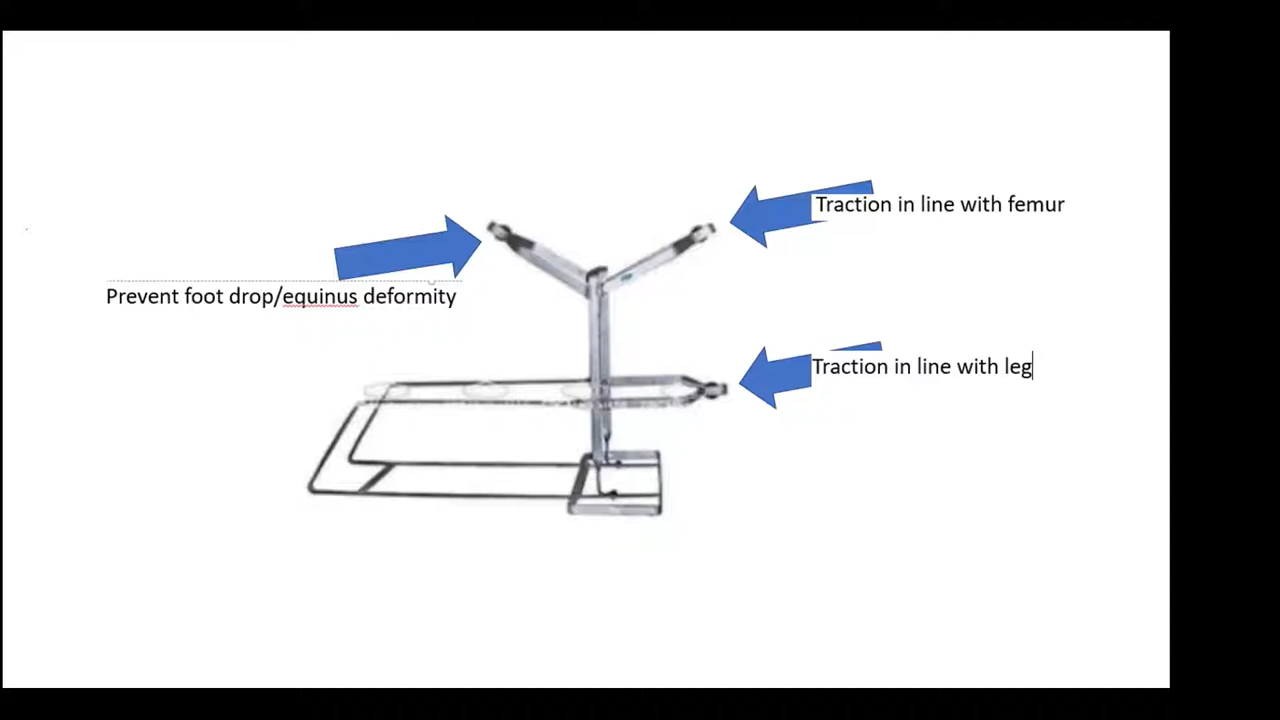 Traction in line with femur
Prevent foot drop/equinus deformity
Traction in line with leg